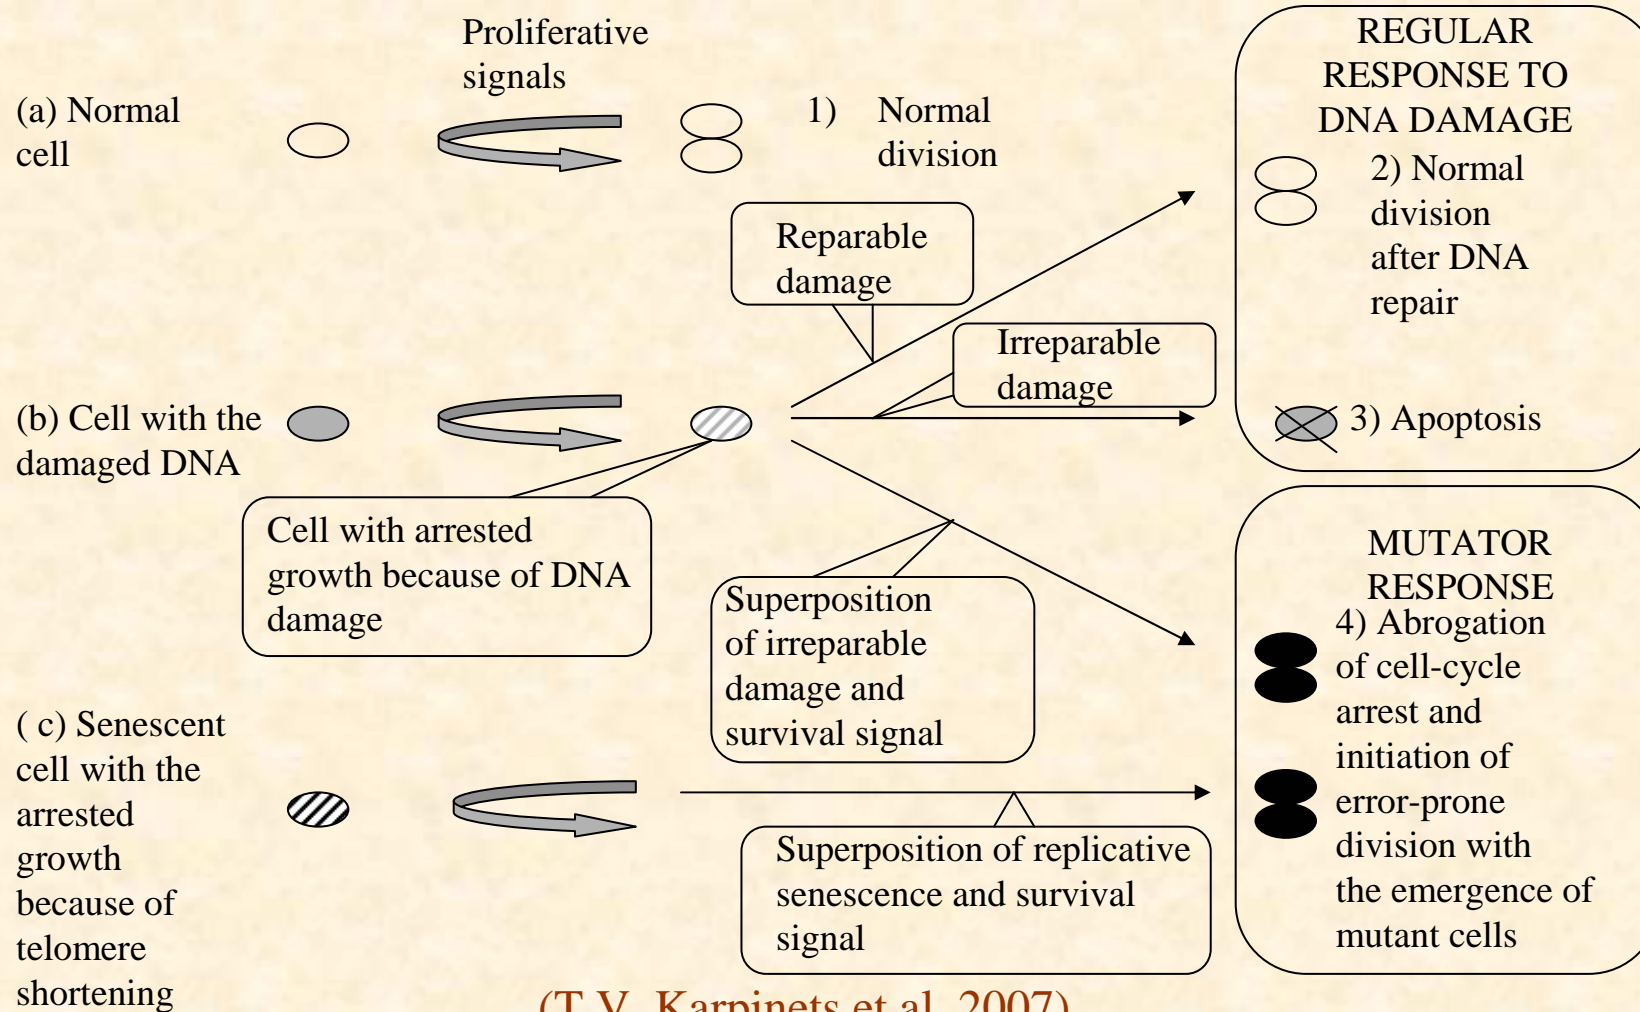 Proliferative
signals
(a) Normal
cell
1) Normal
division
REGULAR
RESPONSE TO
DNA DAMAGE
2) Normal
division
after DNA
repair
Reparable
damage
Irreparable
damage
(b) Cell with the
damaged DNA
3) Apoptosis
Cell with arrested
growth because of DNA
damage
Superposition
of irreparable
damage and
survival signal
MUTATOR
RESPONSE
4) Abrogation
of cell-cycle
arrest and
initiation of
error-prone
division with
the emergence of
mutant cells
( c) Senescent
cell with the
arrested
growth
because of
telomere
shortening
Superposition of replicative
senescence and survival
signal
(T.V. Karpinets et al, 2007)